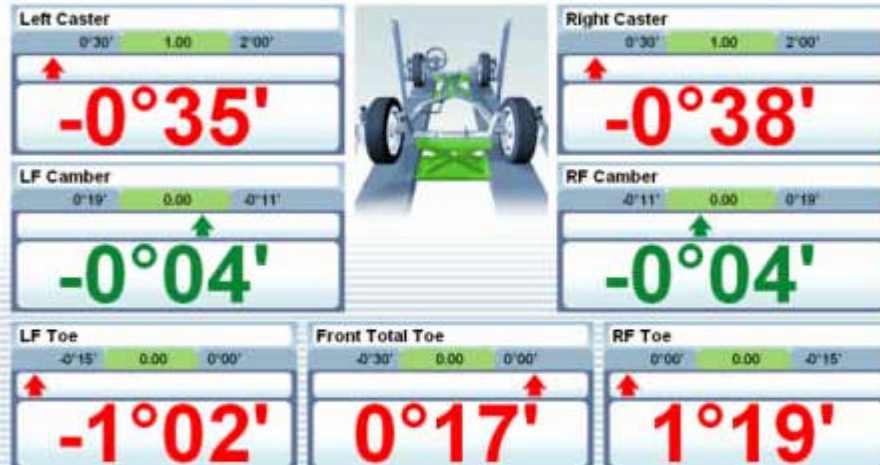 Left Caster
0°30' 1.00 2°00'
-0°35'
Right Caster
0°30' 1.00 2°00'
-0°38'
LF Camber
0°19' 0.00 -0°11'
-0°04'
RF Camber
-0°11' 0.00 0°19'
-0°04'
LF Toe
-0°15' 0.00 0°00'
-1°02'
Front Total Toe
-0°30' 0.00 0°00'
0°17'
RF Toe
0°00' 0.00 -0°15'
1°19'